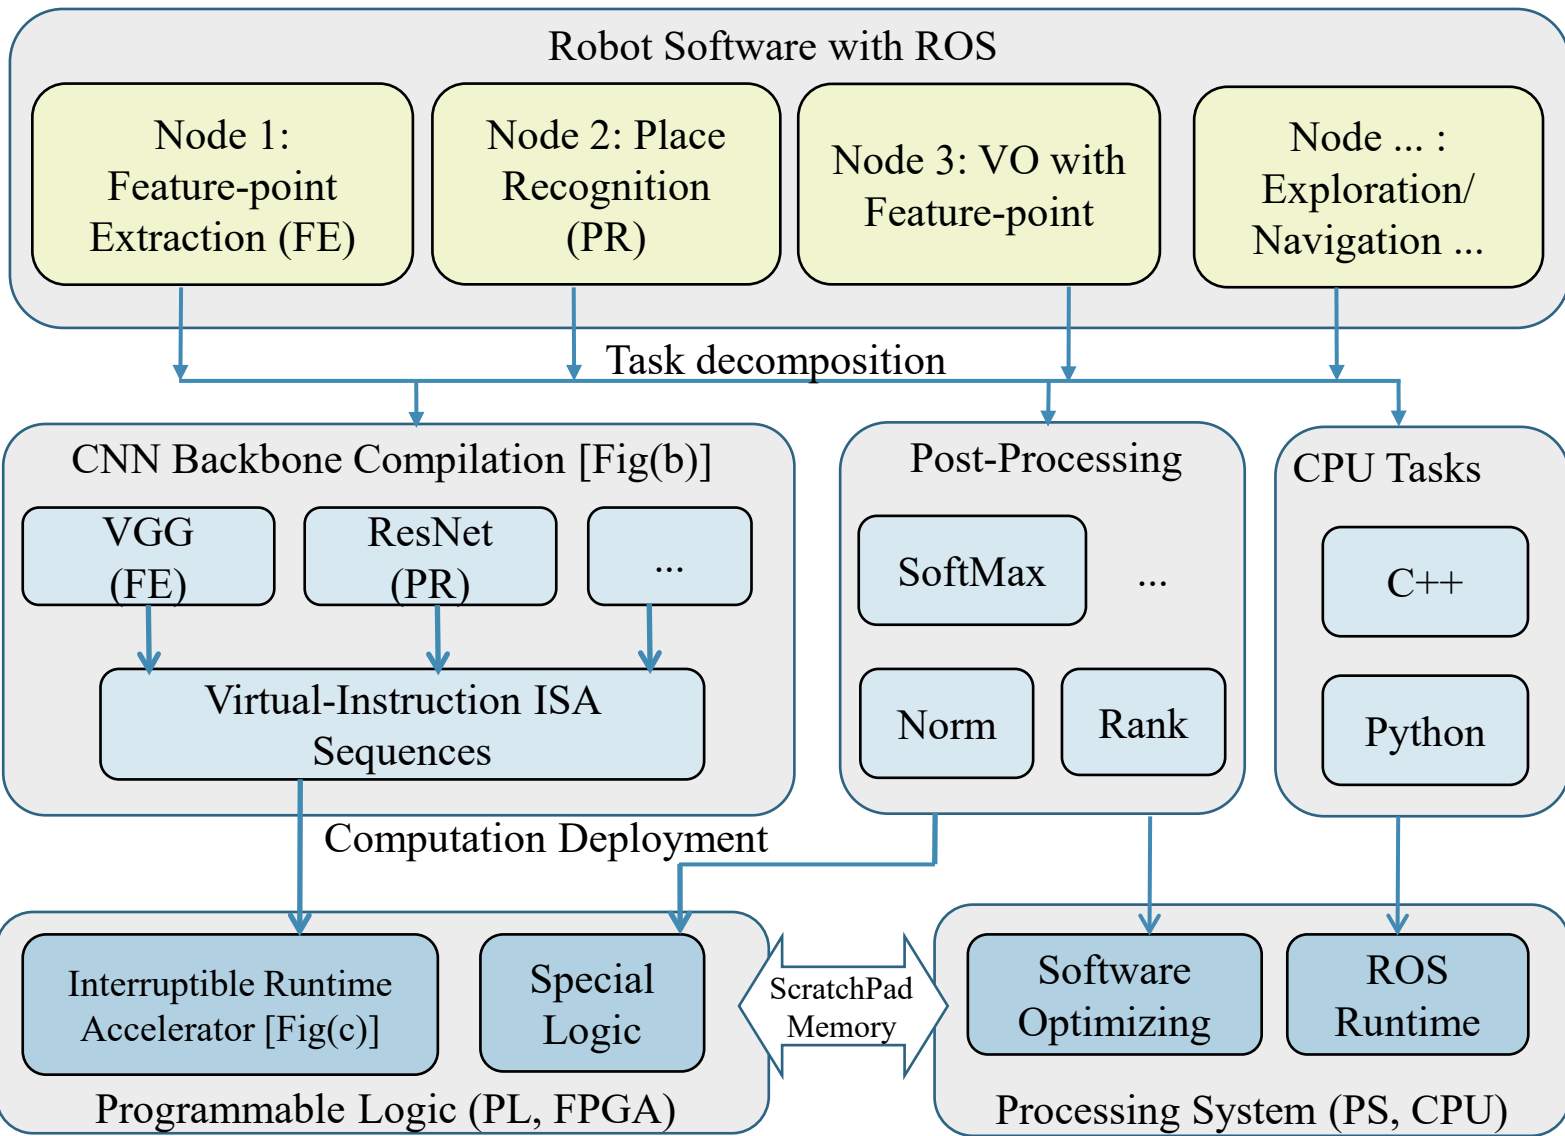 Robot Software with ROS
Node 1:
Feature-point
Extraction (FE)
Node 2: Place
Recognition
(PR)
Node 3: VO with
Feature-point
Node ... :
Exploration/
Navigation ...
Task decomposition
CNN Backbone Compilation [Fig(b)]
VGG
(FE)
ResNet
(PR)
...
Virtual-Instruction ISA
Sequences
Post-Processing
SoftMax
...
Norm
Rank
CPU Tasks
C++
Python
Computation Deployment
Interruptible Runtime
Accelerator [Fig(c)]
Special
Logic
Programmable Logic (PL, FPGA)
ScratchPad
Memory
Software
Optimizing
ROS
Runtime
Processing System (PS, CPU)